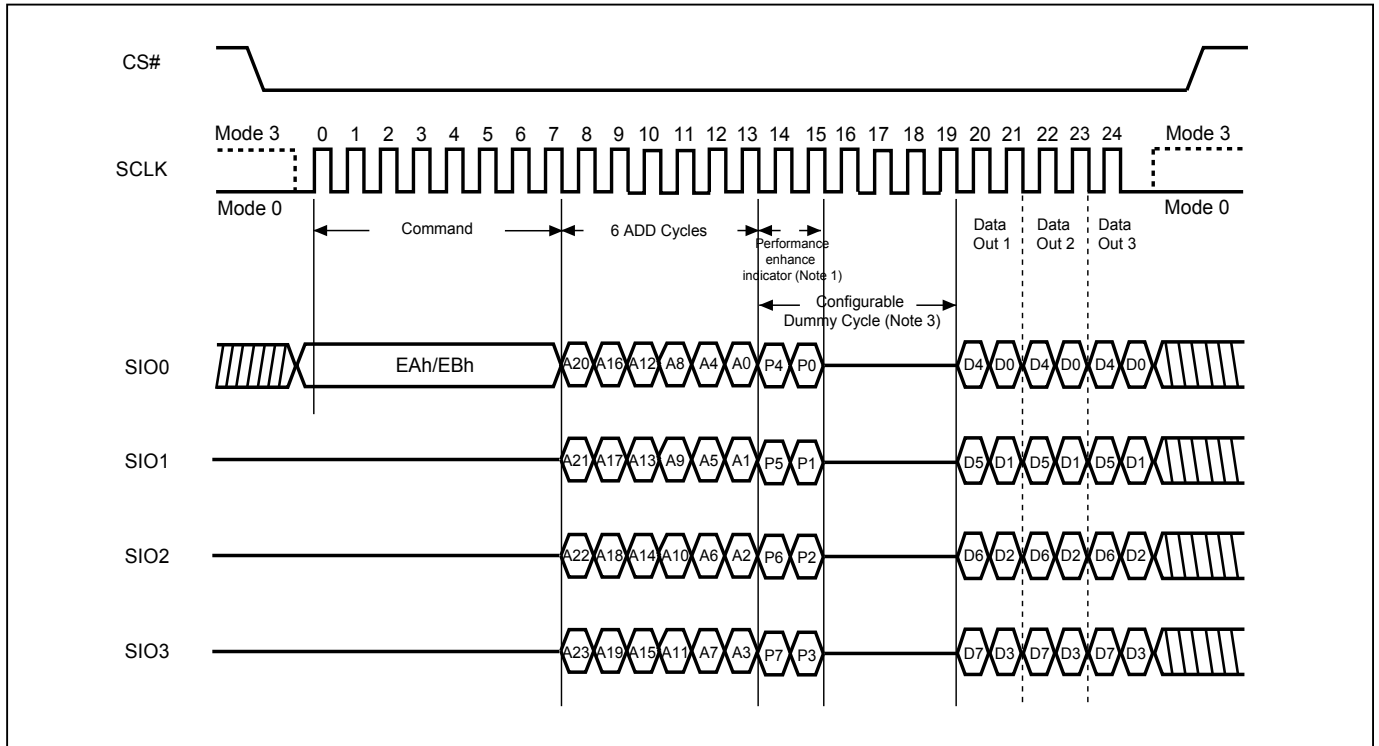 CS#
Mode 3 0 1 2 3 4 5 6 7 8 9 10 11 12 13 14 15 16 17 18 19 20 21 22 23 24 Mode 3
SCLK
Mode 0 Mode 0
Command 6 ADD Cycles Data Data Data
Out 1 Out 2 Out 3
Performance
enhance
indicator (Note 1)
Configurable
Dummy Cycle (Note 3)
SIO0 EAh/EBh A20 A16 A12 A8 A4 A0 P4 P0 D4 D0 D4 D0 D4 D0
SIO1 A21 A17 A13 A9 A5 A1 P5 P1 D5 D1 D5 D1 D5 D1
SIO2 A22 A18 A14 A10 A6 A2 P6 P2 D6 D2 D6 D2 D6 D2
SIO3 A23 A19 A15 A11 A7 A3 P7 P3 D7 D3 D7 D3 D7 D3